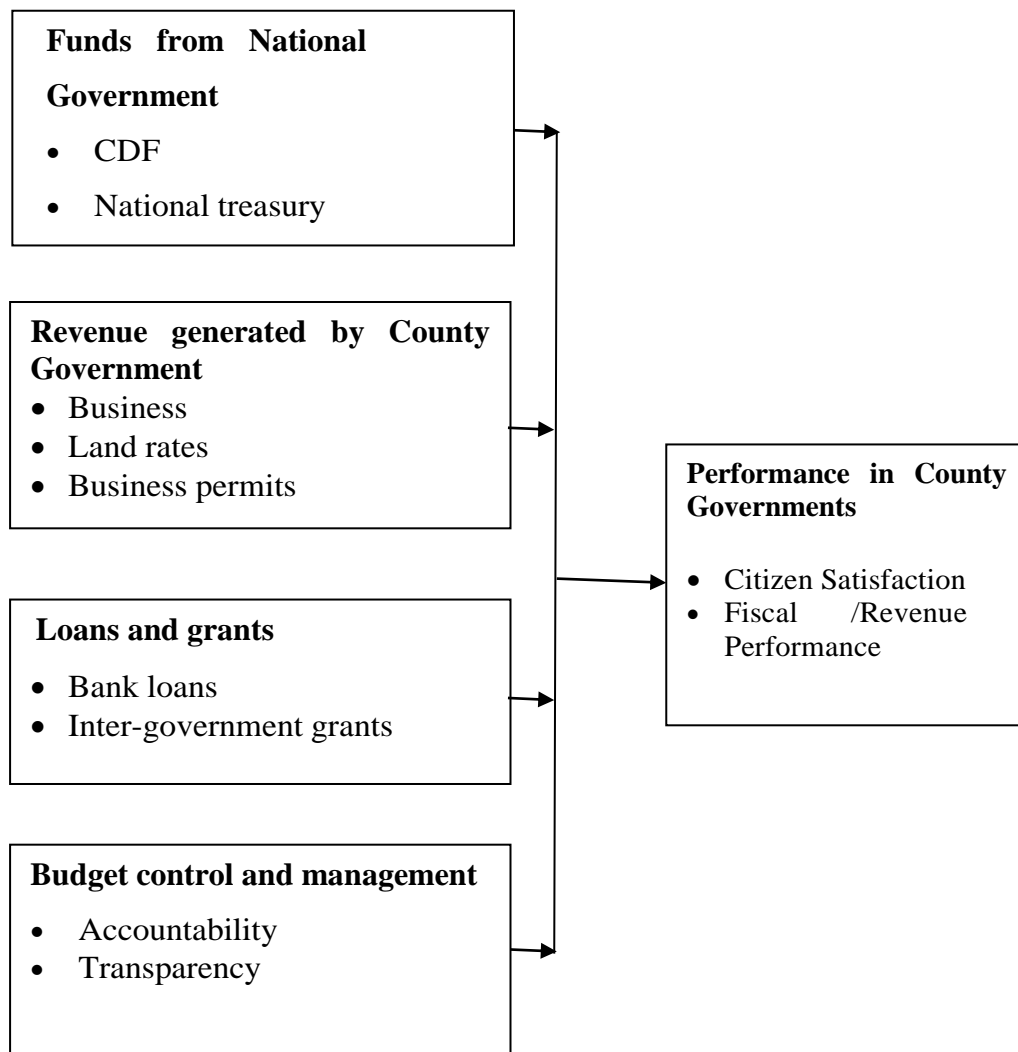 Funds from National
Government
• CDF
• National treasury
Revenue generated by County
Government
• Business
• Land rates
• Business permits
Loans and grants
• Bank loans
• Inter-government grants
Budget control and management
• Accountability
• Transparency
Performance in County
Governments
• Citizen Satisfaction
• Fiscal /Revenue
Performance